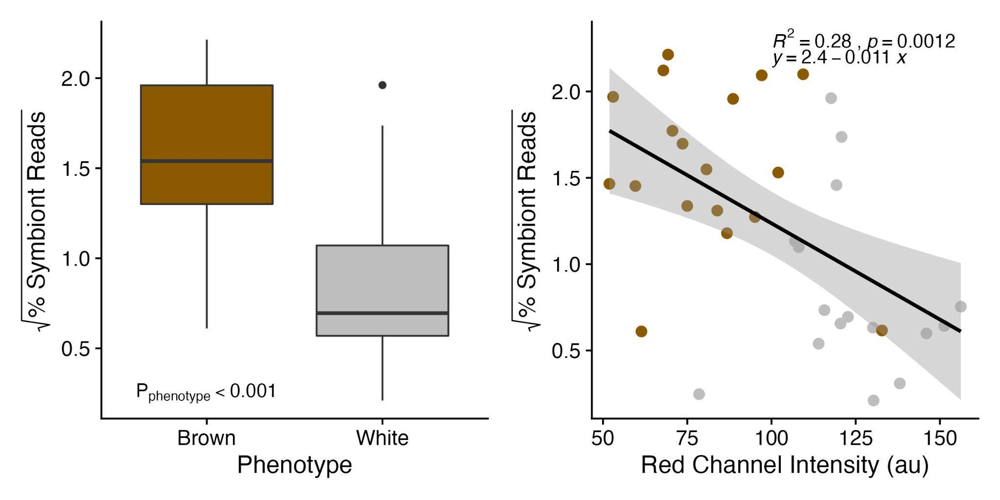 √% Symbiont Reads
2.0
1.5
1.0
0.5
Pphenotype < 0.001
Brown White
Phenotype
√% Symbiont Reads
2.0
1.5
1.0
0.5
R² = 0.28 , p = 0.0012
y = 2.4 – 0.011 x
50 75 100 125 150
Red Channel Intensity (au)